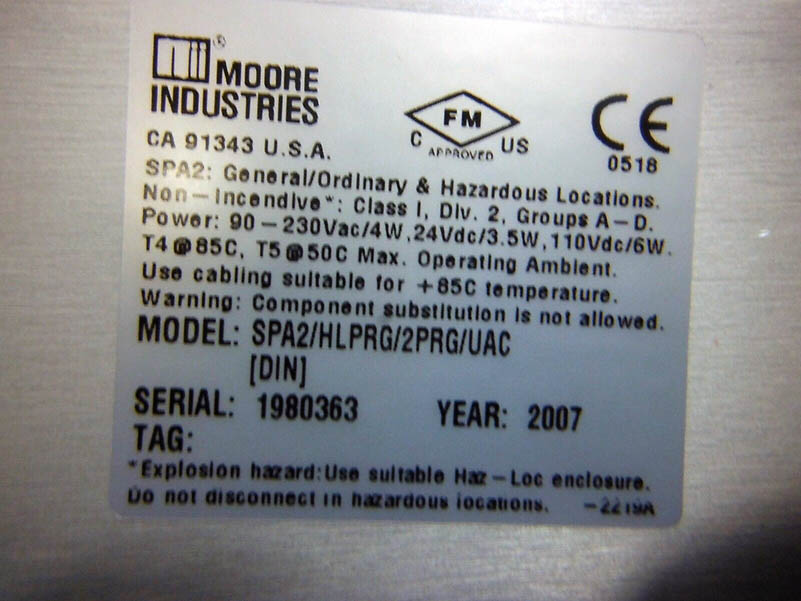 MOORE
INDUSTRIES
®
CA 91343 U.S.A.
FM
C US
APPROVED
CE
0518
SPA2: General/Ordinary & Hazardous Locations.
Non-Incendive*: Class I, Div. 2, Groups A-D.
Power: 90-230Vac/4W, 24Vdc/3.5W, 110Vdc/6W.
T4@85C, T5@50C Max. Operating Ambient.
Use cabling suitable for +85C temperature.
Warning: Component substitution is not allowed.
MODEL: SPA2/HLPRG/2PRG/UAC
[DIN]
SERIAL: 1980363 YEAR: 2007
TAG:
*Explosion hazard: Use suitable Haz-Loc enclosure.
Do not disconnect in hazardous locations.